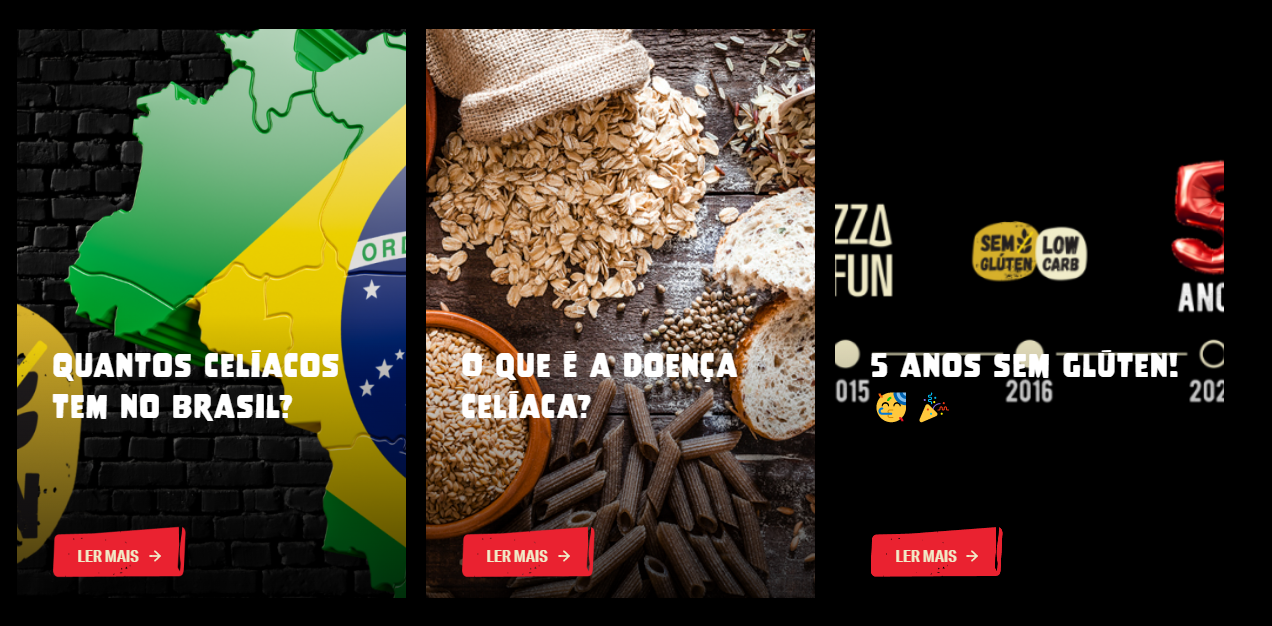 QUANTOS CELÍACOS
TEM NO BRASIL?
LER MAIS
O QUE É A DOENÇA
CELÍACA?
LER MAIS
ZZA
FUN
SEM
GLÚTEN
LOW
CARB
5
ANO
015
2016
202
5 ANOS SEM GLÚTEN!
🥳 🎉
LER MAIS